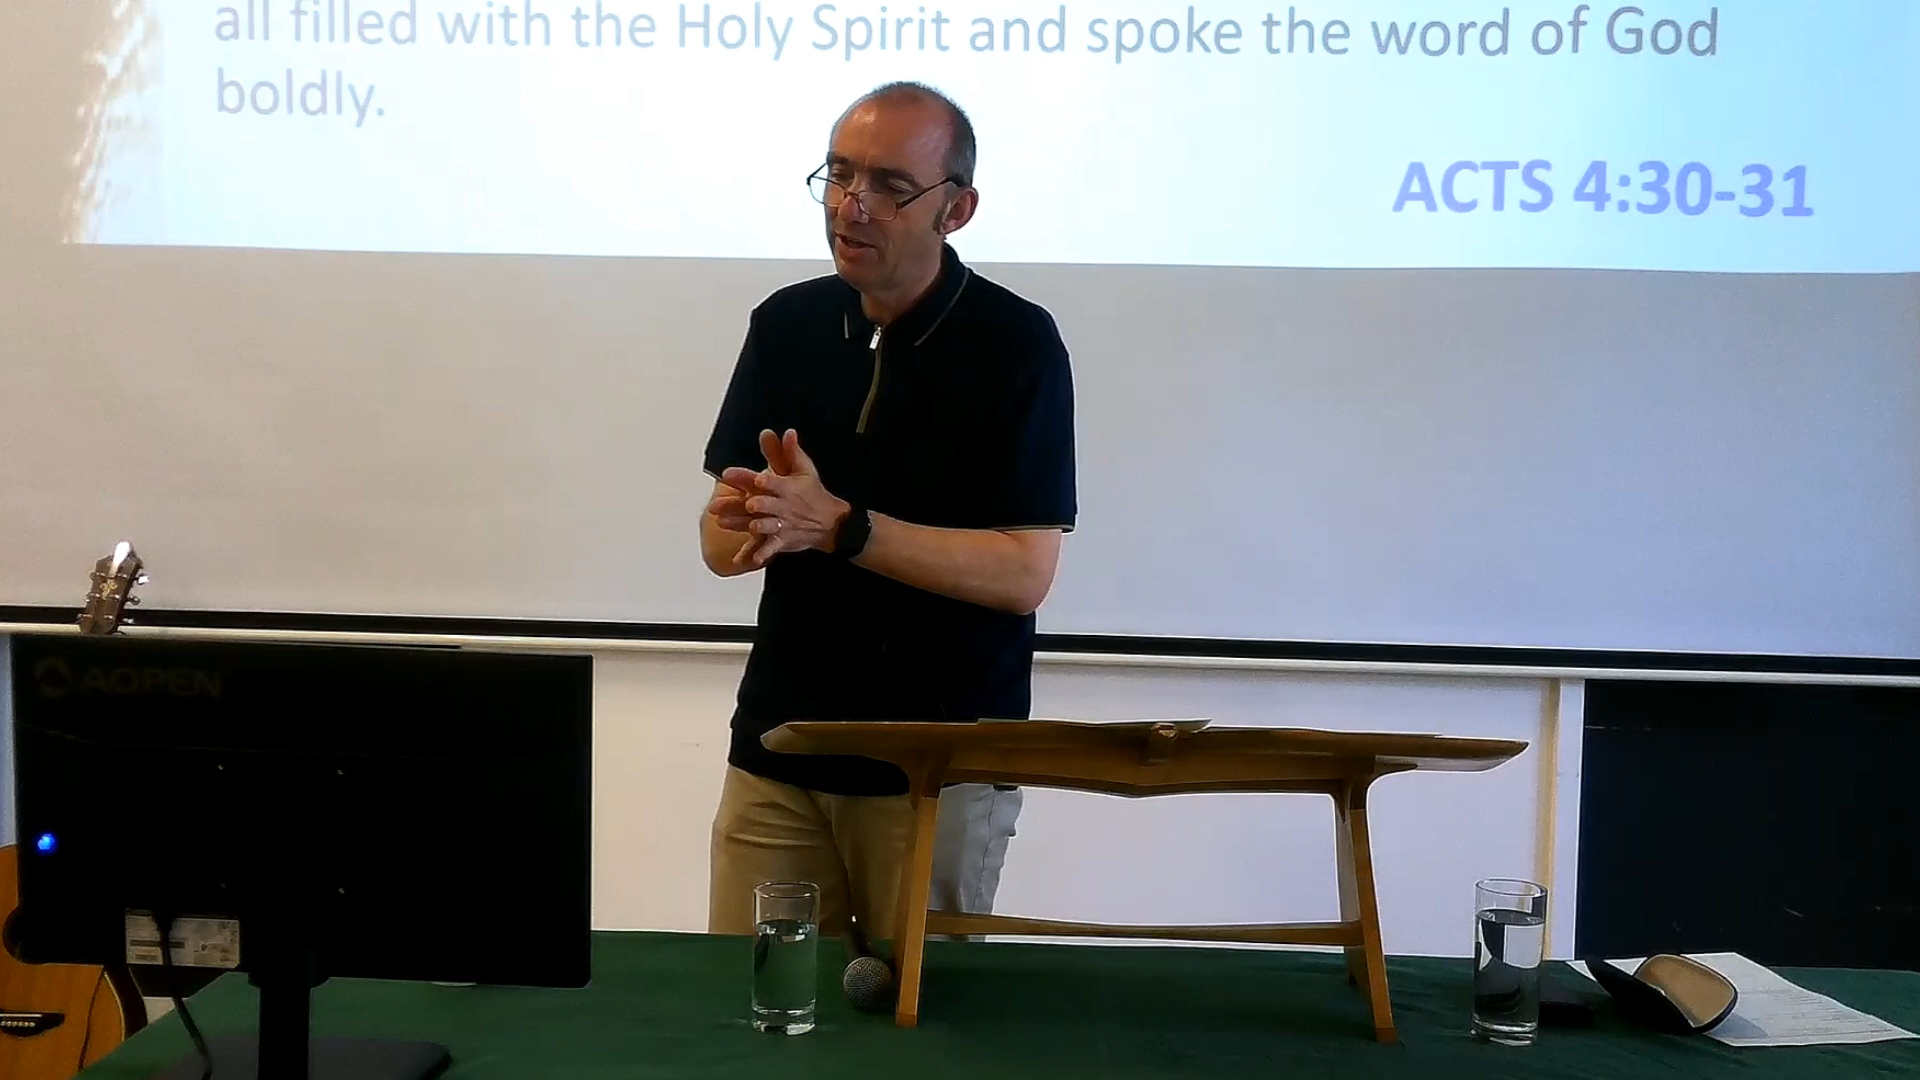 all filled with the Holy Spirit and spoke the word of God
boldly.
ACTS 4:30-31
AOPEN